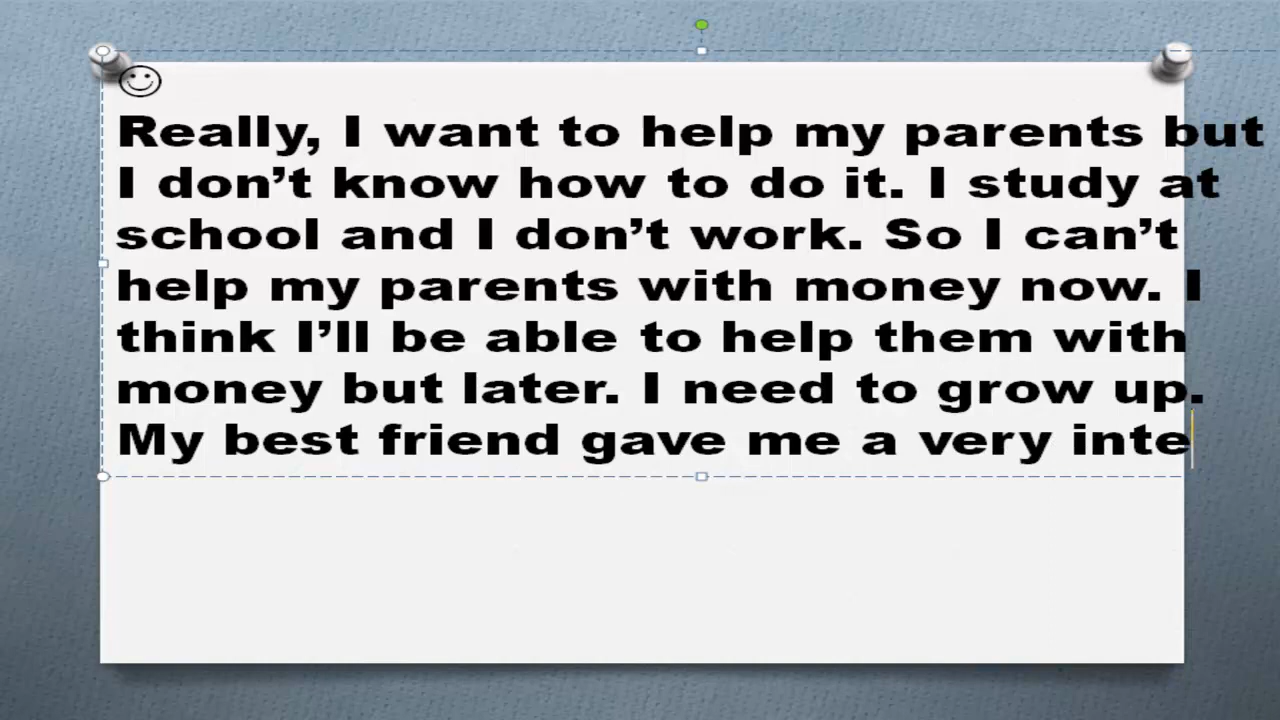 Really, I want to help my parents but
I don’t know how to do it. I study at
school and I don’t work. So I can’t
help my parents with money now. I
think I’ll be able to help them with
money but later. I need to grow up.
My best friend gave me a very inte